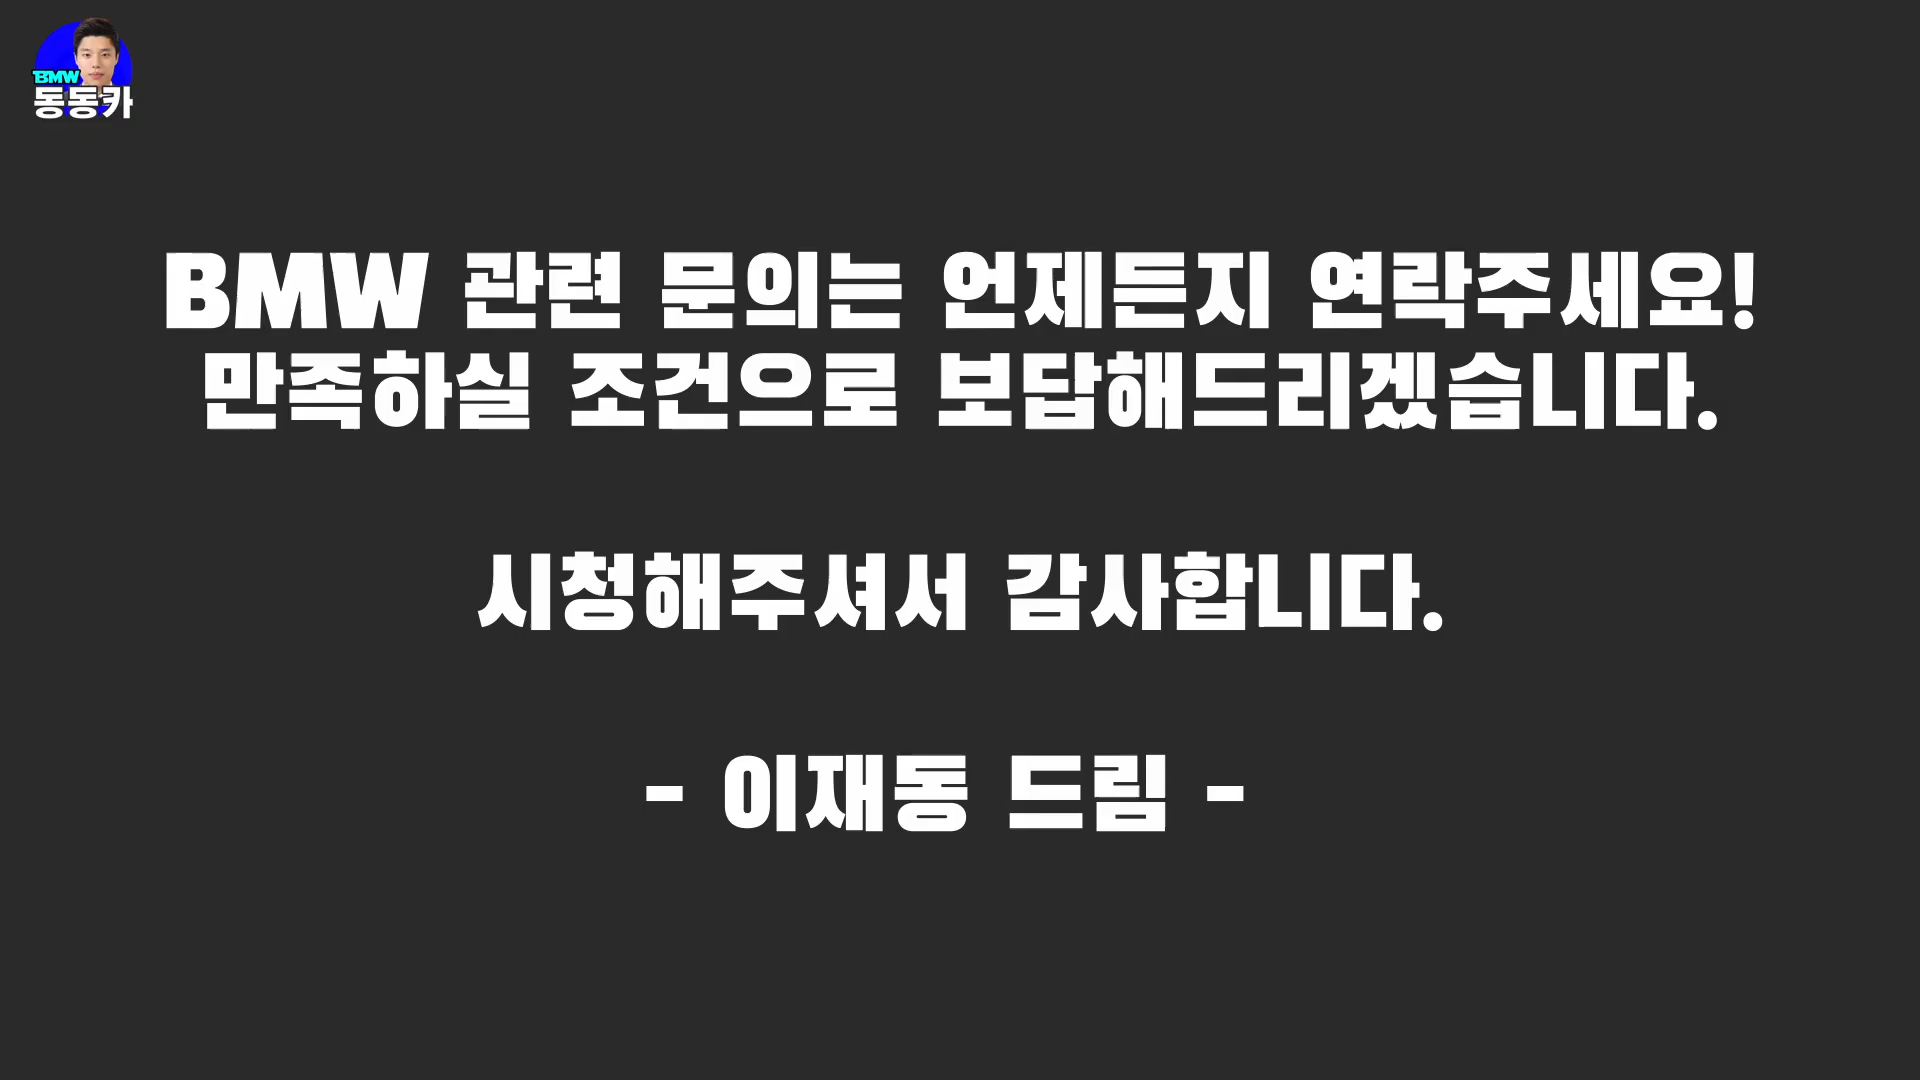 BMW
동동카
BMW 관련 문의는 언제든지 연락주세요!
만족하실 조건으로 보답해드리겠습니다.
시청해주셔서 감사합니다.
- 이재동 드림 -